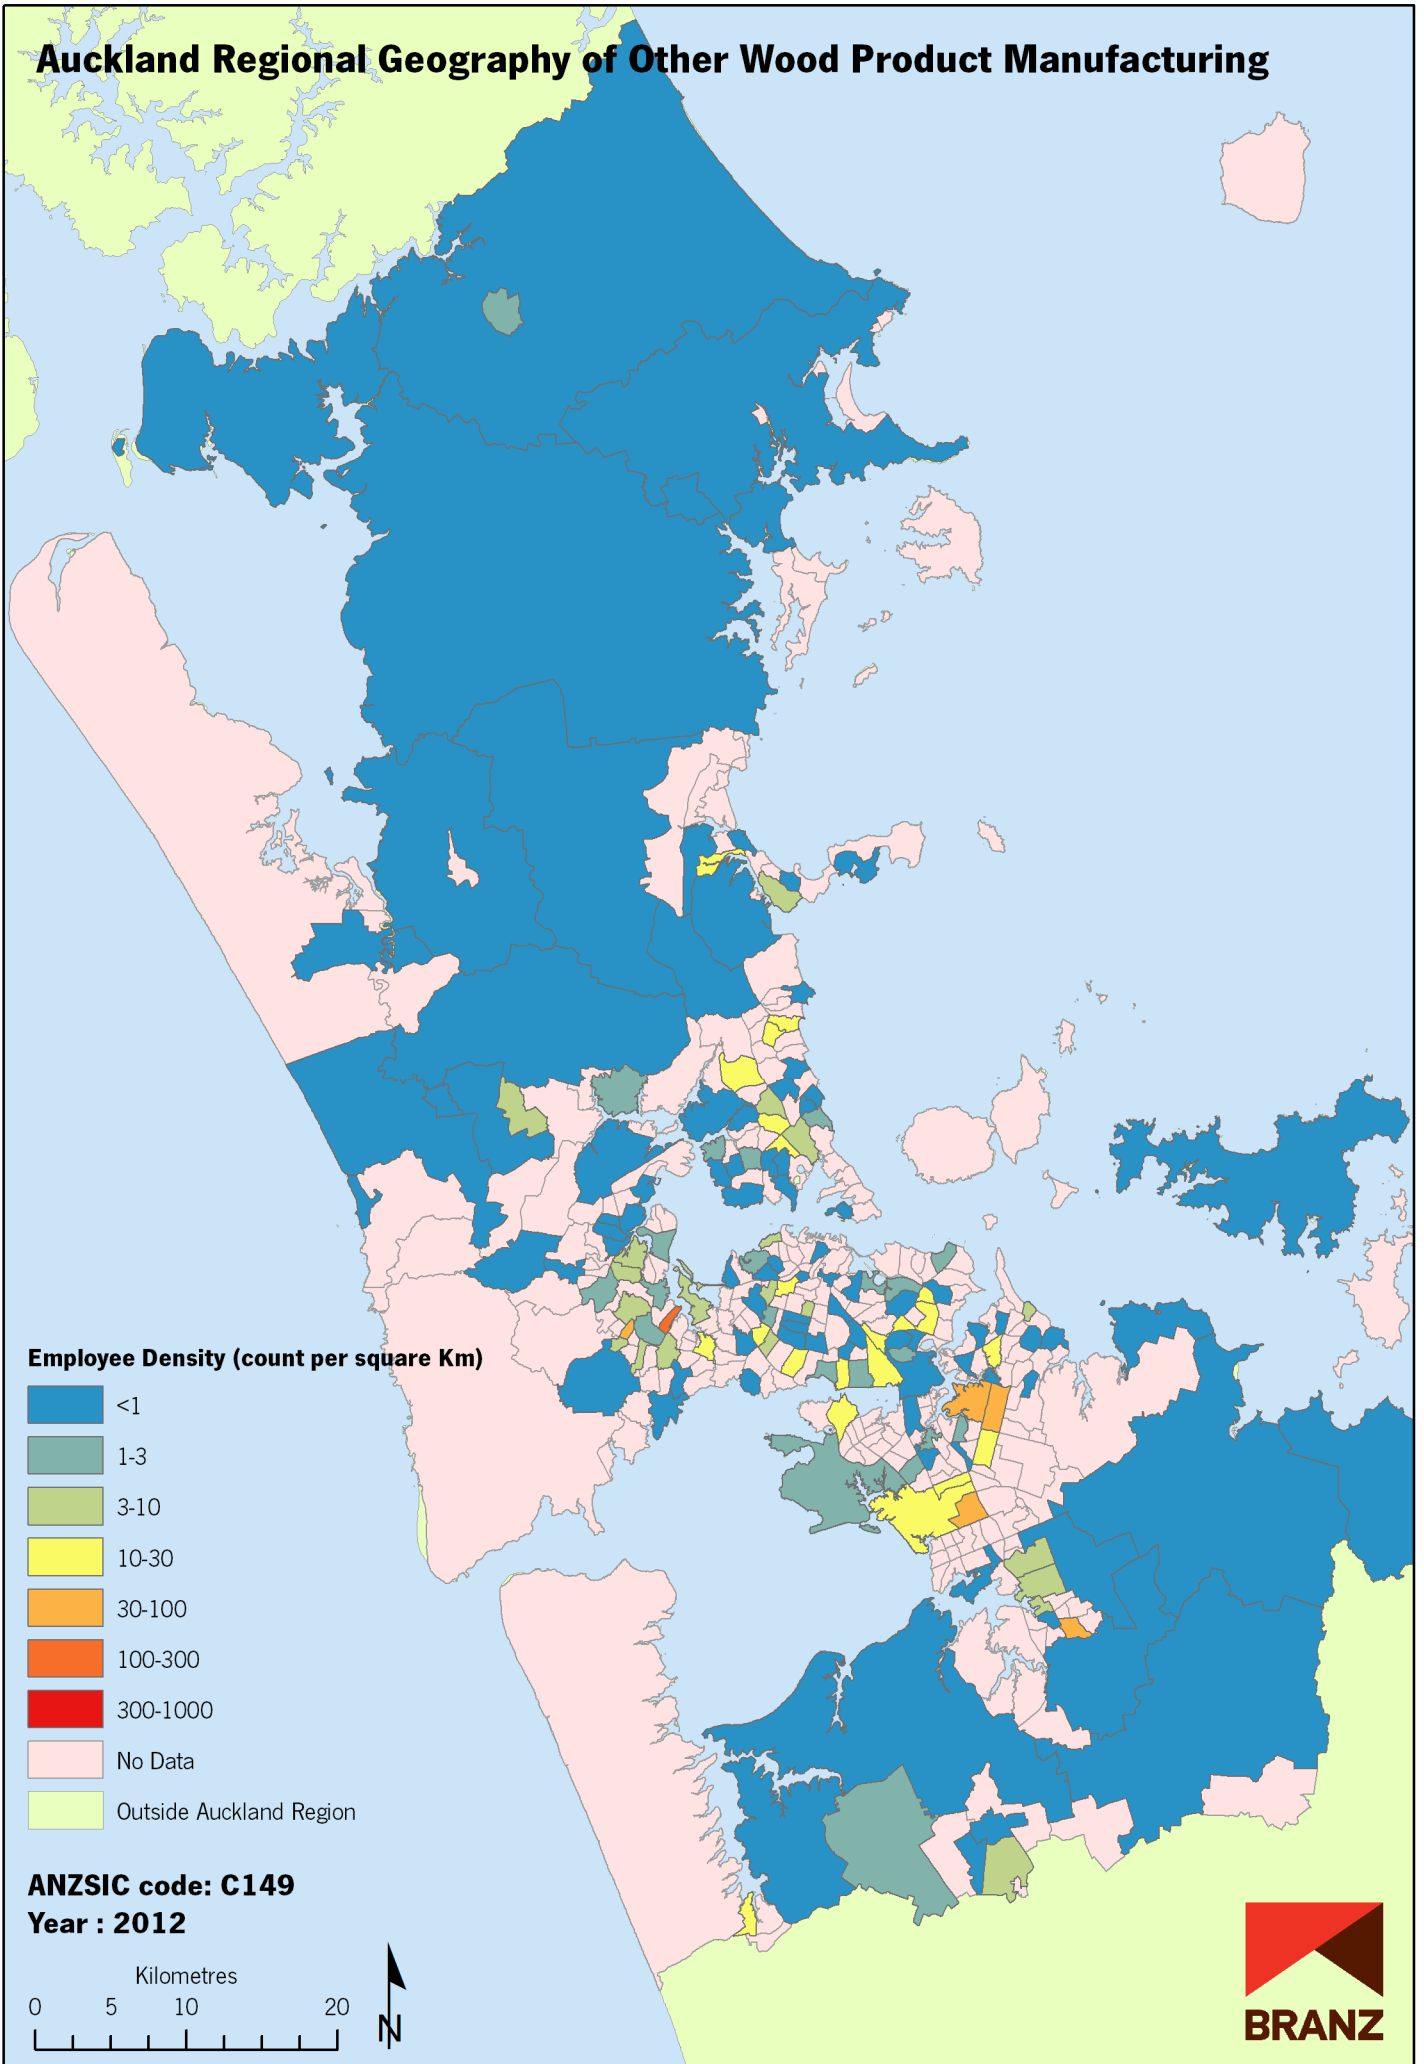 Auckland Regional Geography of Other Wood Product Manufacturing
Employee Density (count per square Km)
<1
1-3
3-10
10-30
30-100
100-300
300-1000
No Data
Outside Auckland Region
ANZSIC code: C149
Year : 2012
Kilometres
0 5 10 20
N
BRANZ